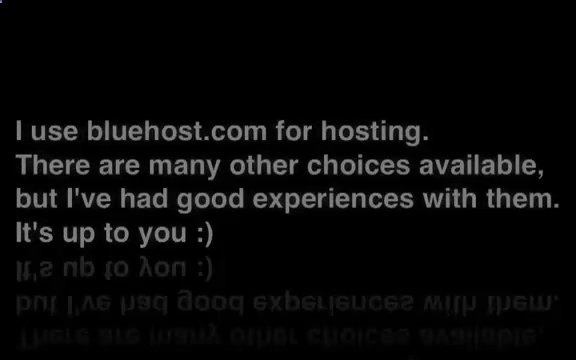 I use bluehost.com for hosting.
There are many other choices available,
but I've had good experiences with them.
It's up to you :)